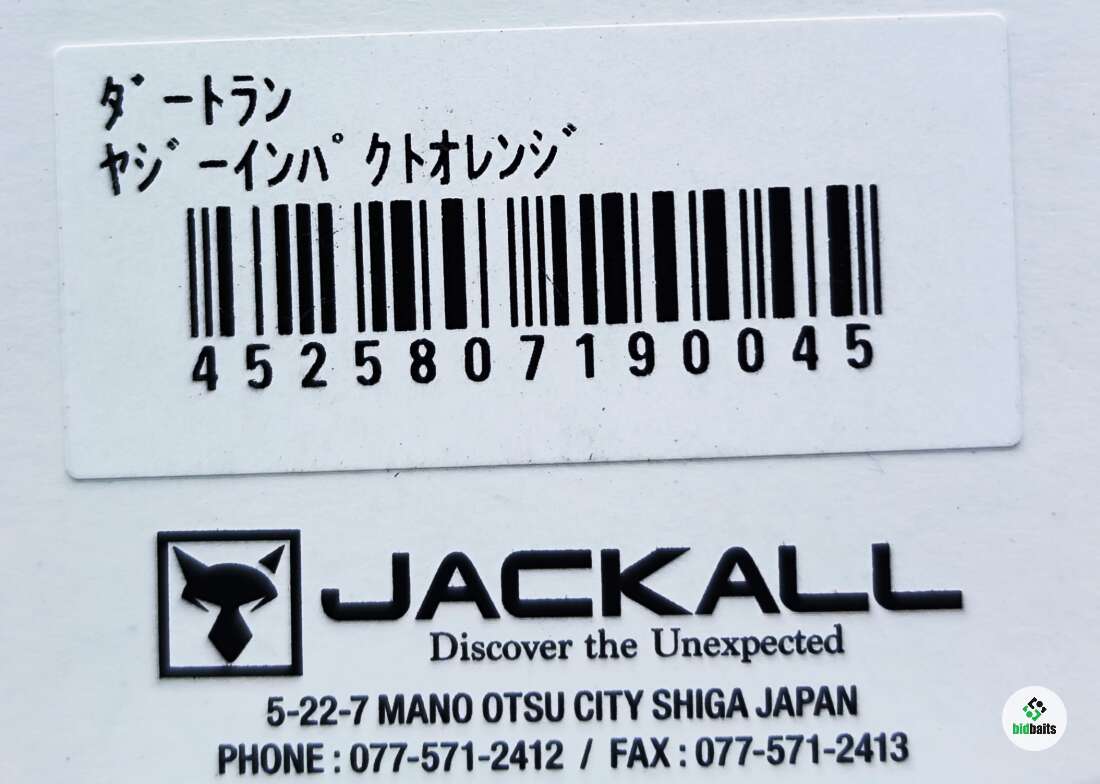 ﾀﾞｰﾄﾗﾝ
ﾔｼﾞｰｲﾝﾊﾟｸﾄｵﾚﾝｼﾞ
4525807190045
JACKALL
Discover the Unexpected
5-22-7 MANO OTSU CITY SHIGA JAPAN
PHONE : 077-571-2412 / FAX : 077-571-2413
bidbaits